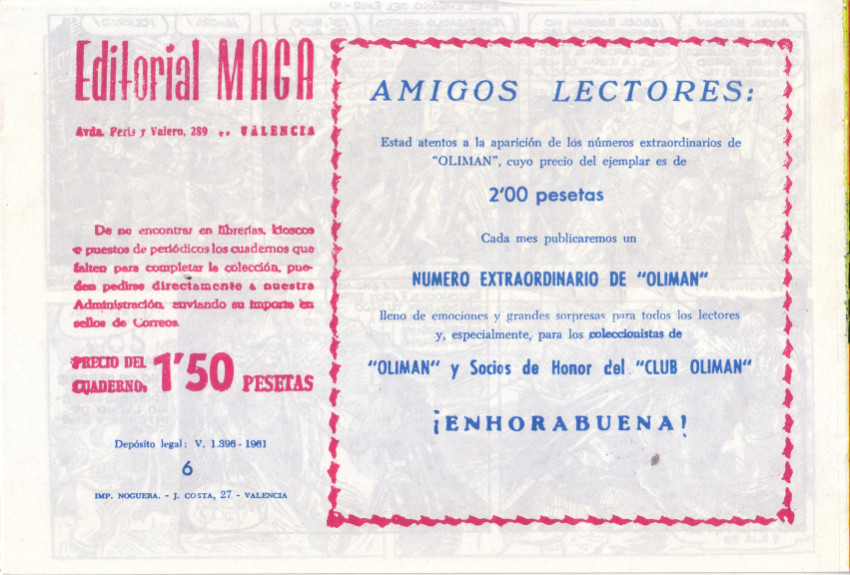 Editorial MAGA
Avda. Peris y Valero, 289 .. VALENCIA
De no encontrar en librerías, kioscos
o puestos de periódicos los cuadernos que
falten para completar la colección, pue-
den pedirse directamente a nuestra
Administración, enviando su importe en
sellos de Correos.
PRECIO DEL
CUADERNO: 1'50 PESETAS
Depósito legal: V. 1.396 - 1961
6
IMP. NOGUERA. - J. COSTA, 27 - VALENCIA
AMIGOS LECTORES:
Estad atentos a la aparición de los números extraordinarios de
"OLIMAN", cuyo precio del ejemplar es de
2'00 pesetas
Cada mes publicaremos un
NUMERO EXTRAORDINARIO DE "OLIMAN"
lleno de emociones y grandes sorpresas para todos los lectores
y, especialmente, para los coleccionistas de
"OLIMAN" y Socios de Honor del "CLUB OLIMAN"
¡ENHORABUENA!